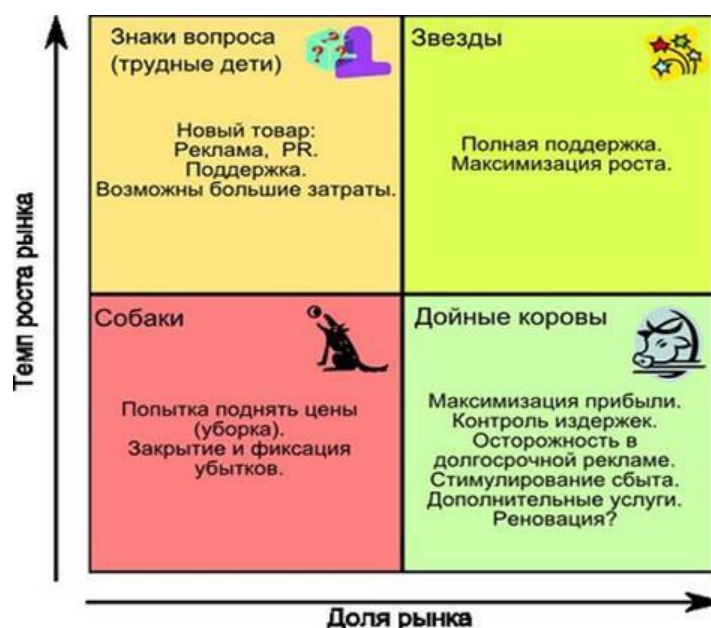 Темп роста рынка
Знаки вопроса
(трудные дети)
? ? ?
Новый товар:
Реклама, PR.
Поддержка.
Возможны большие затраты.
Звезды
Полная поддержка.
Максимизация роста.
Собаки
Попытка поднять цены
(уборка).
Закрытие и фиксация
убытков.
Дойные коровы
Максимизация прибыли.
Контроль издержек.
Осторожность в
долгосрочной рекламе.
Стимулирование сбыта.
Дополнительные услуги.
Реновация?
Доля рынка